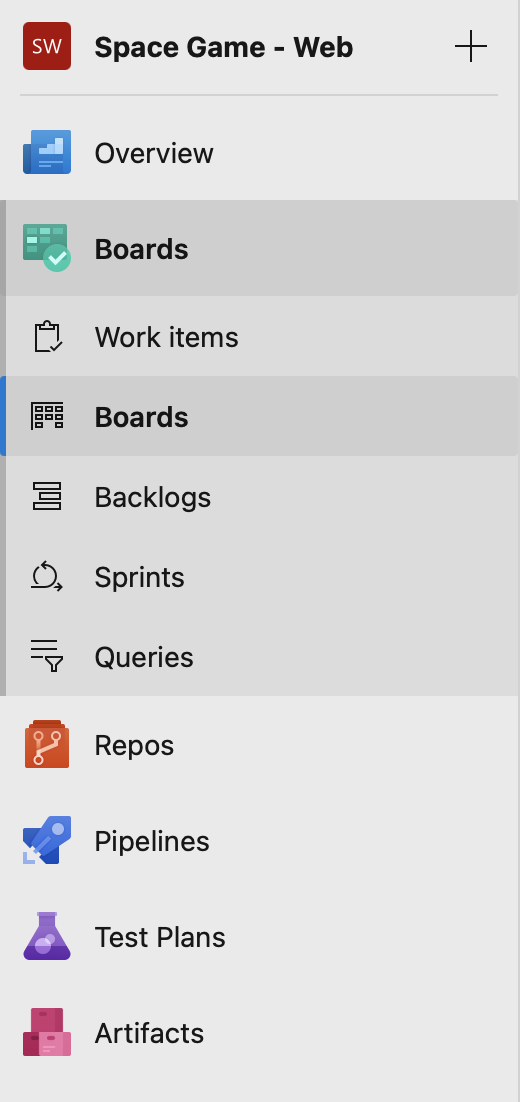 SW Space Game - Web
Overview
Boards
Work items
Boards
Backlogs
Sprints
Queries
Repos
Pipelines
Test Plans
Artifacts